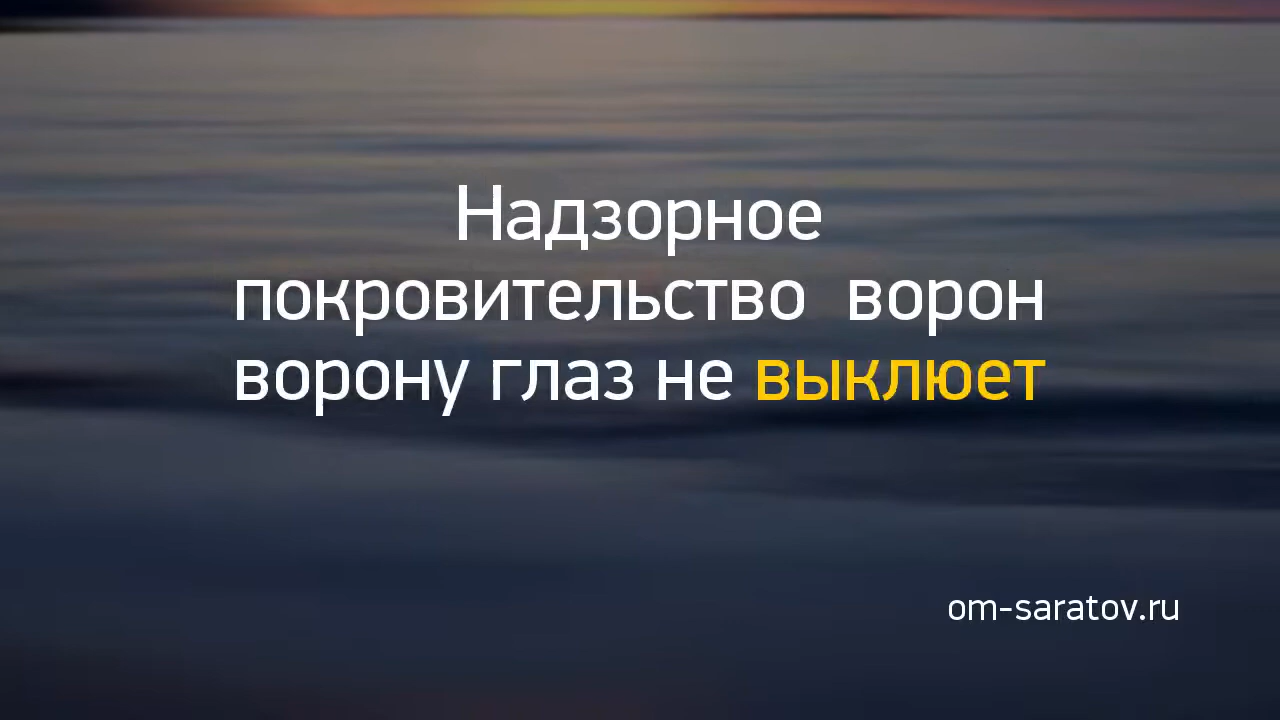 Надзорное
покровительство  ворон
ворону глаз не выклюет
om-saratov.ru